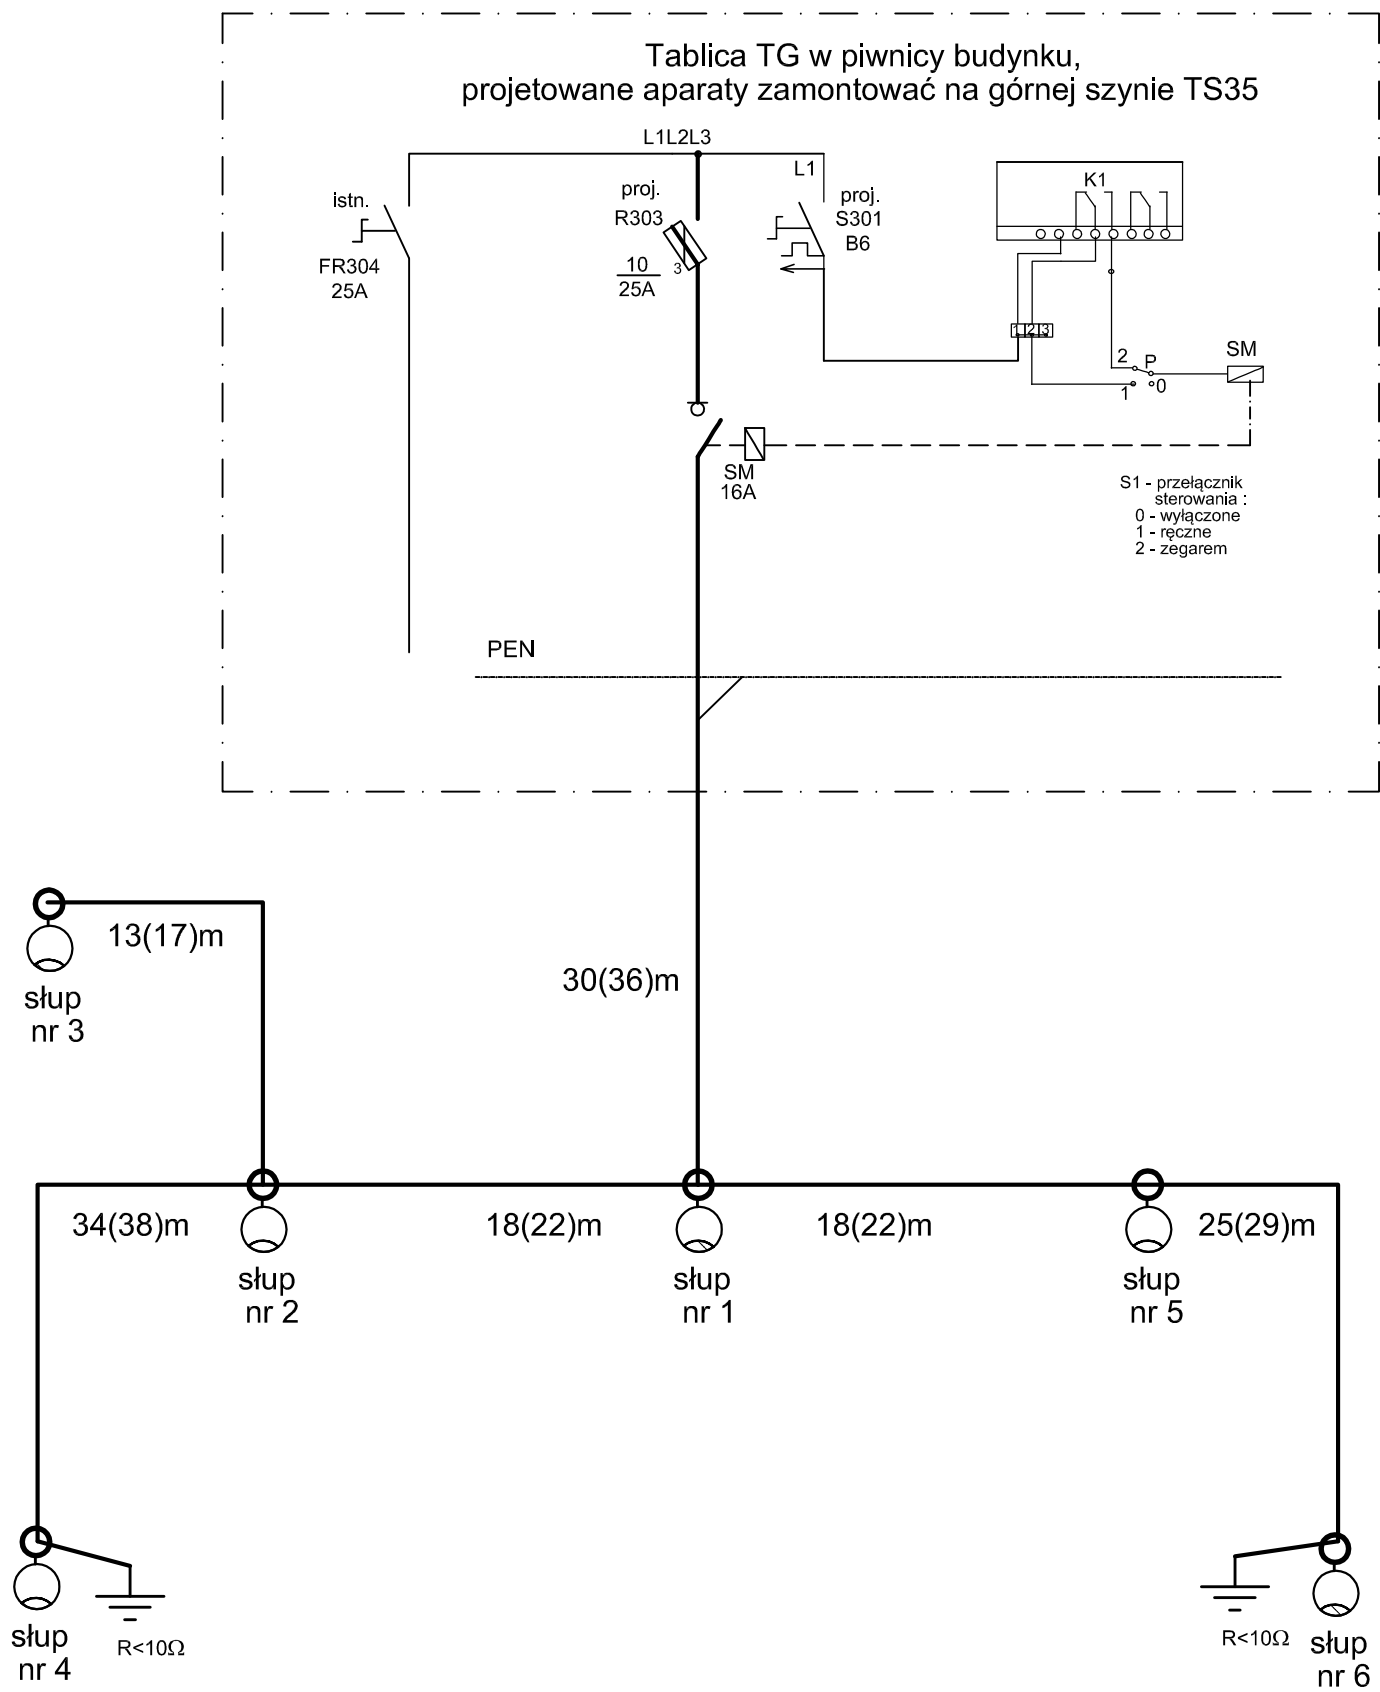 Tablica TG w piwnicy budynku,
projetowane aparaty zamontować na górnej szynie TS35
L1L2L3
L1
K1
istn.
FR304
25A
proj.
R303
10
25A
3
proj.
S301
B6
1 2 3
2
P
1
0
SM
SM
16A
S1 - przełącznik
sterowania :
0 - wyłączone
1 - ręczne
2 - zegarem
PEN
13(17)m
słup
nr 3
30(36)m
34(38)m
18(22)m
18(22)m
25(29)m
słup
nr 2
słup
nr 1
słup
nr 5
słup
nr 4
R<10Ω
R<10Ω
słup
nr 6